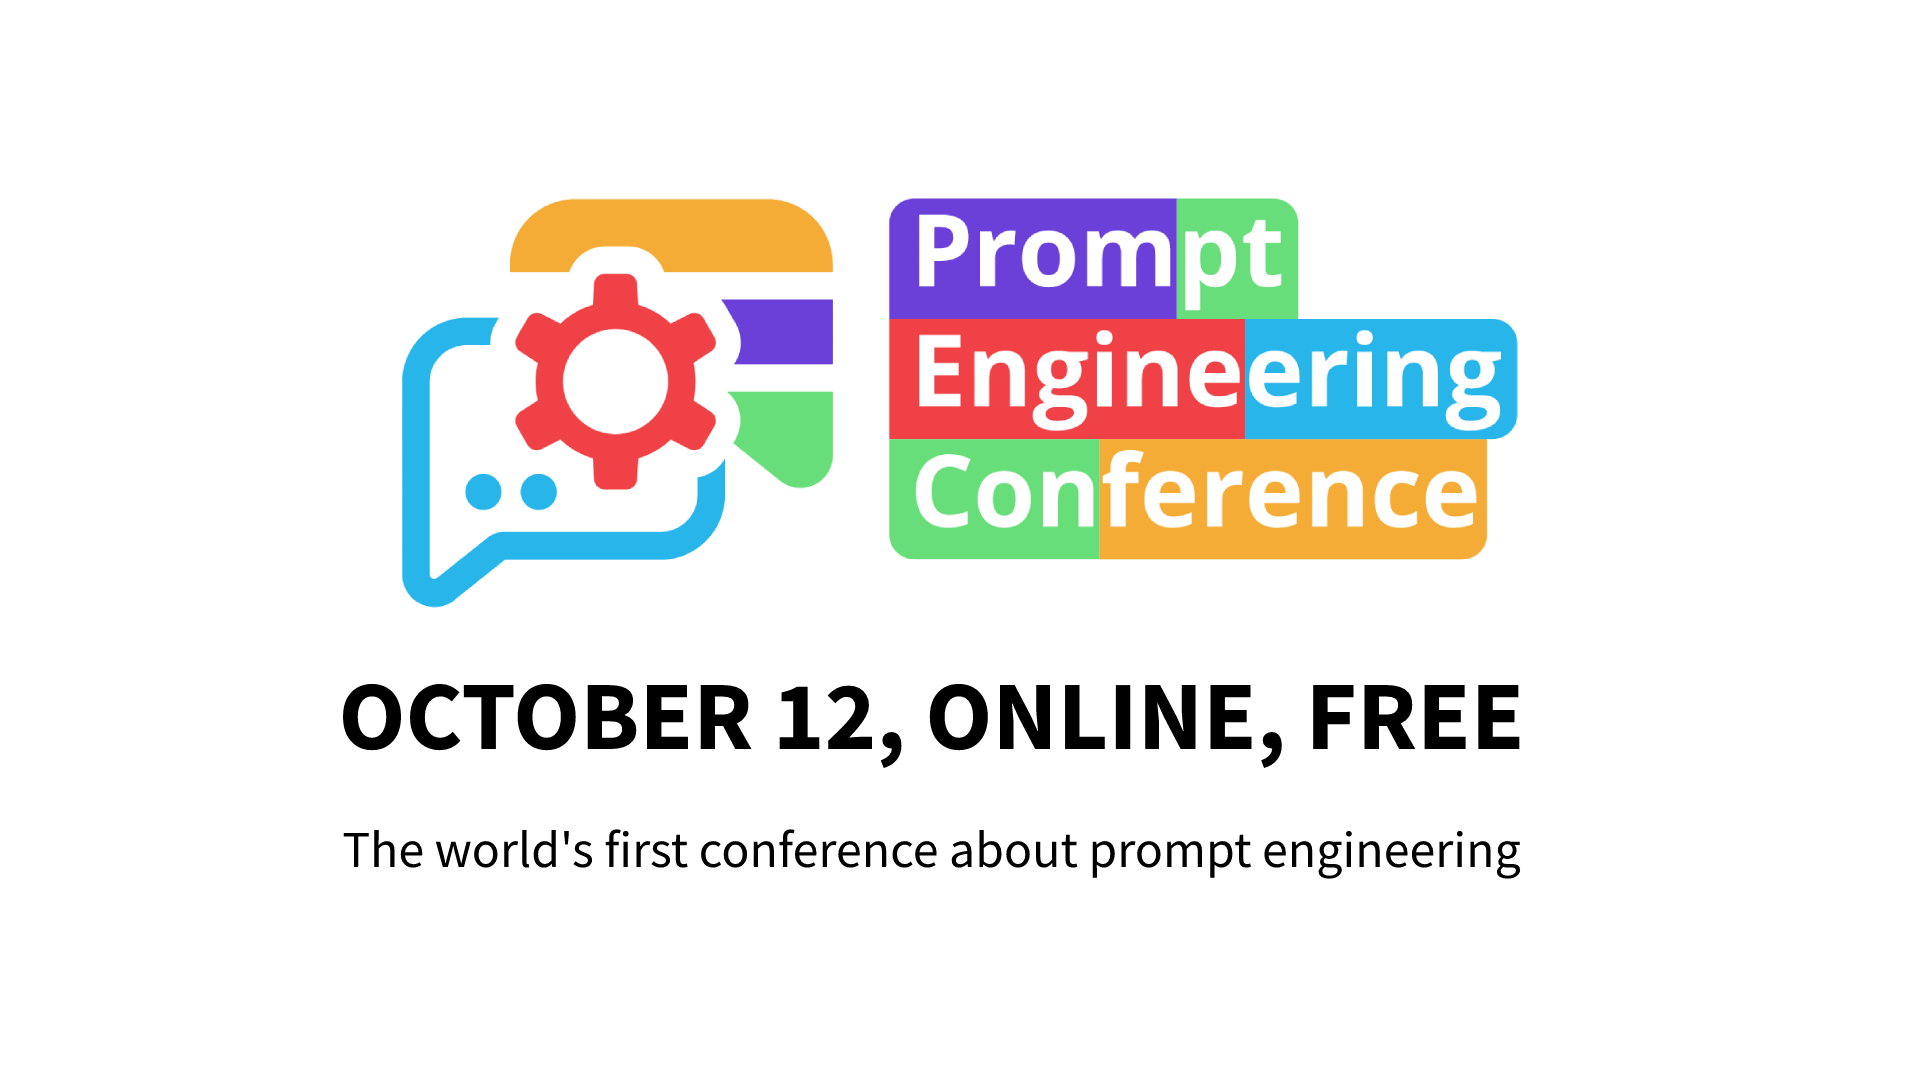 Prompt
Engineering
Conference
OCTOBER 12, ONLINE, FREE
The world's first conference about prompt engineering